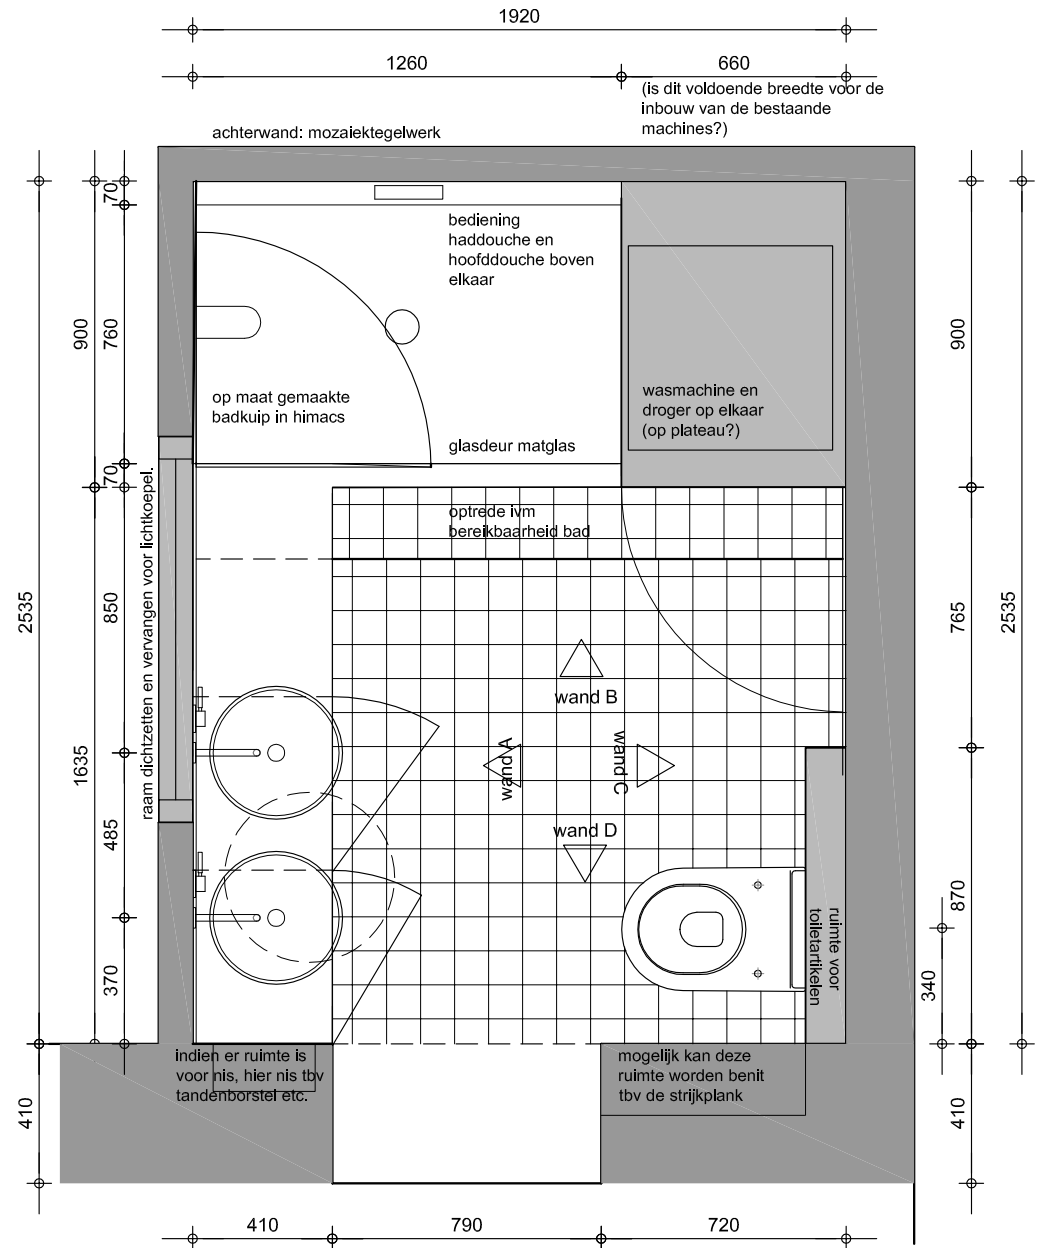 1920
1260
660
(is dit voldoende breedte voor de
inbouw van de bestaande
machines?)
achterwand: mozaiektegelwerk
70
760
900
70
bediening
haddouche en
hoofddouche boven
elkaar
900
op maat gemaakte
badkuip in himacs
wasmachine en
droger op elkaar
(op plateau?)
glasdeur matglas
optrede ivm
bereikbaarheid bad
raam dichtzetten en vervangen voor lichtkoepel.
2535
850
765
2535
wand B
wand A
wand C
wand D
1635
485
370
870
340
ruimte voor
toiletartikelen
indien er ruimte is
voor nis, hier nis tbv
tandenborstel etc.
mogelijk kan deze
ruimte worden benit
tbv de strijkplank
410
410
410
790
720